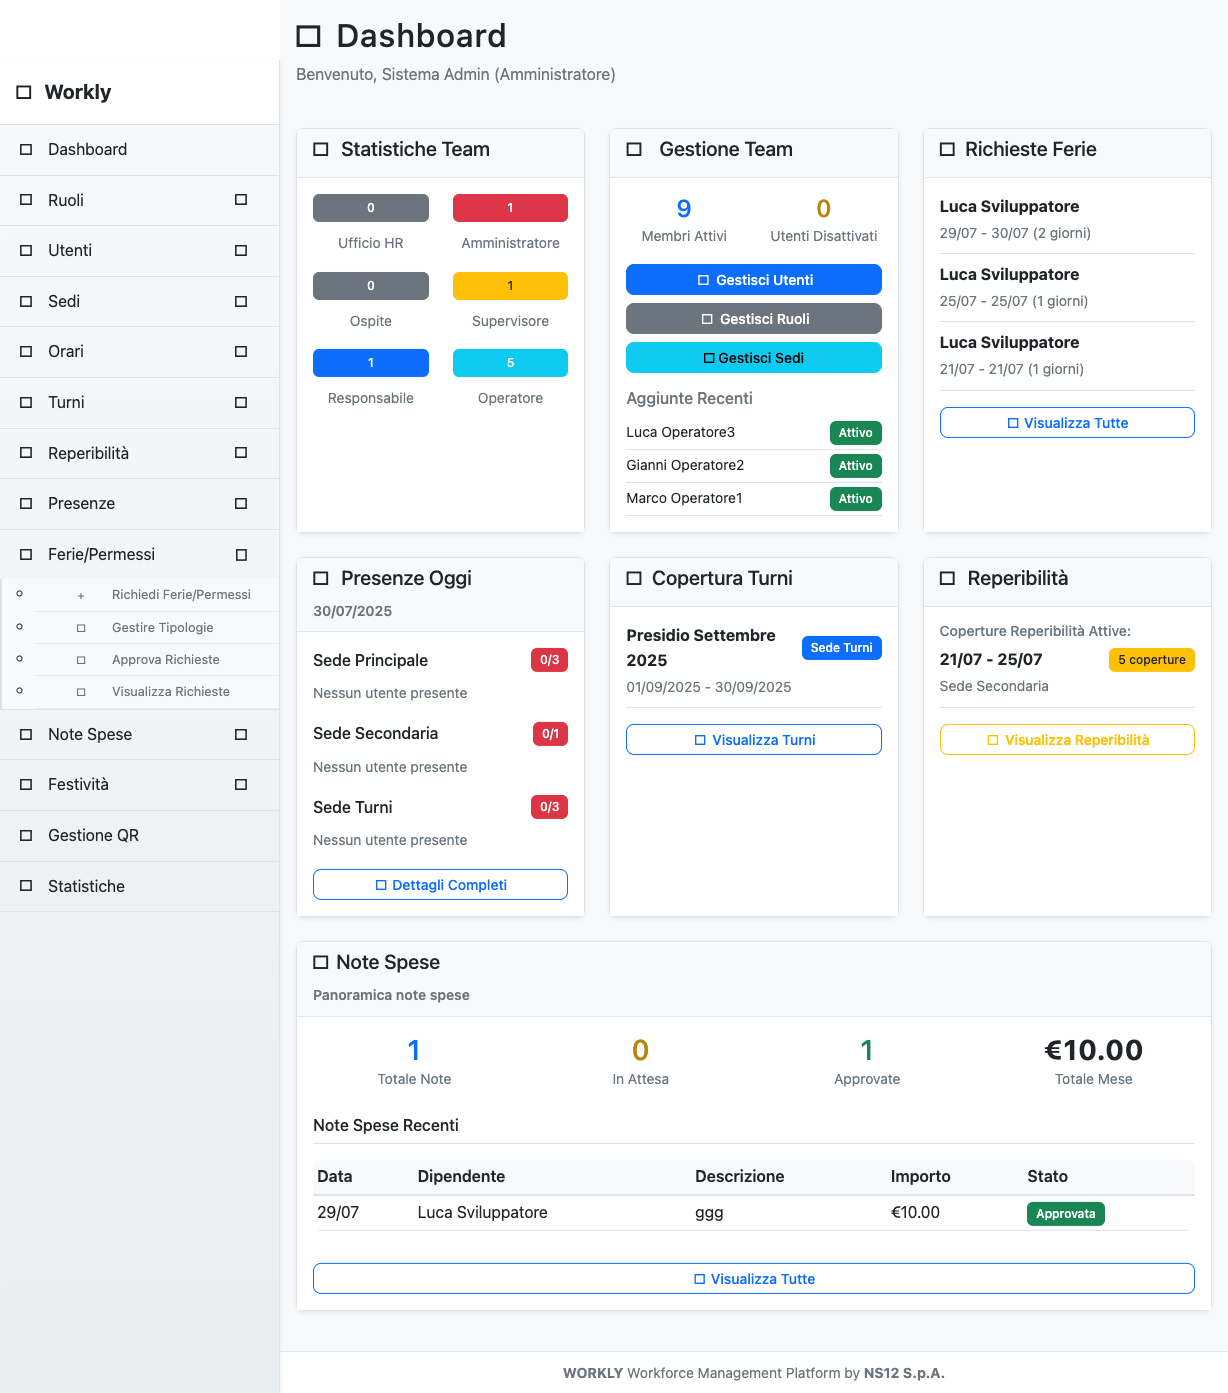 Workly
Dashboard
Ruoli
Utenti
Sedi
Orari
Turni
Reperibilità
Presenze
Ferie/Permessi
+ Richiedi Ferie/Permessi
Gestire Tipologie
Approva Richieste
Visualizza Richieste
Note Spese
Festività
Gestione QR
Statistiche
Dashboard
Benvenuto, Sistema Admin (Amministratore)
Statistiche Team
0 1
Ufficio HR Amministratore
0 1
Ospite Supervisore
1 5
Responsabile Operatore
Gestione Team
9 0
Membri Attivi Utenti Disattivati
Gestisci Utenti
Gestisci Ruoli
Gestisci Sedi
Aggiunte Recenti
Luca Operatore3 Attivo
Gianni Operatore2 Attivo
Marco Operatore1 Attivo
Richieste Ferie
Luca Sviluppatore
29/07 - 30/07 (2 giorni)
Luca Sviluppatore
25/07 - 25/07 (1 giorni)
Luca Sviluppatore
21/07 - 21/07 (1 giorni)
Visualizza Tutte
Presenze Oggi
30/07/2025
Sede Principale 0/3
Nessun utente presente
Sede Secondaria 0/1
Nessun utente presente
Sede Turni 0/3
Nessun utente presente
Dettagli Completi
Copertura Turni
Presidio Settembre
2025 Sede Turni
01/09/2025 - 30/09/2025
Visualizza Turni
Reperibilità
Coperture Reperibilità Attive:
21/07 - 25/07 5 coperture
Sede Secondaria
Visualizza Reperibilità
Note Spese
Panoramica note spese
1 0 1 €10.00
Totale Note In Attesa Approvate Totale Mese
Note Spese Recenti
Data Dipendente Descrizione Importo Stato
29/07 Luca Sviluppatore ggg €10.00 Approvata
Visualizza Tutte
WORKLY Workforce Management Platform by NS12 S.p.A.